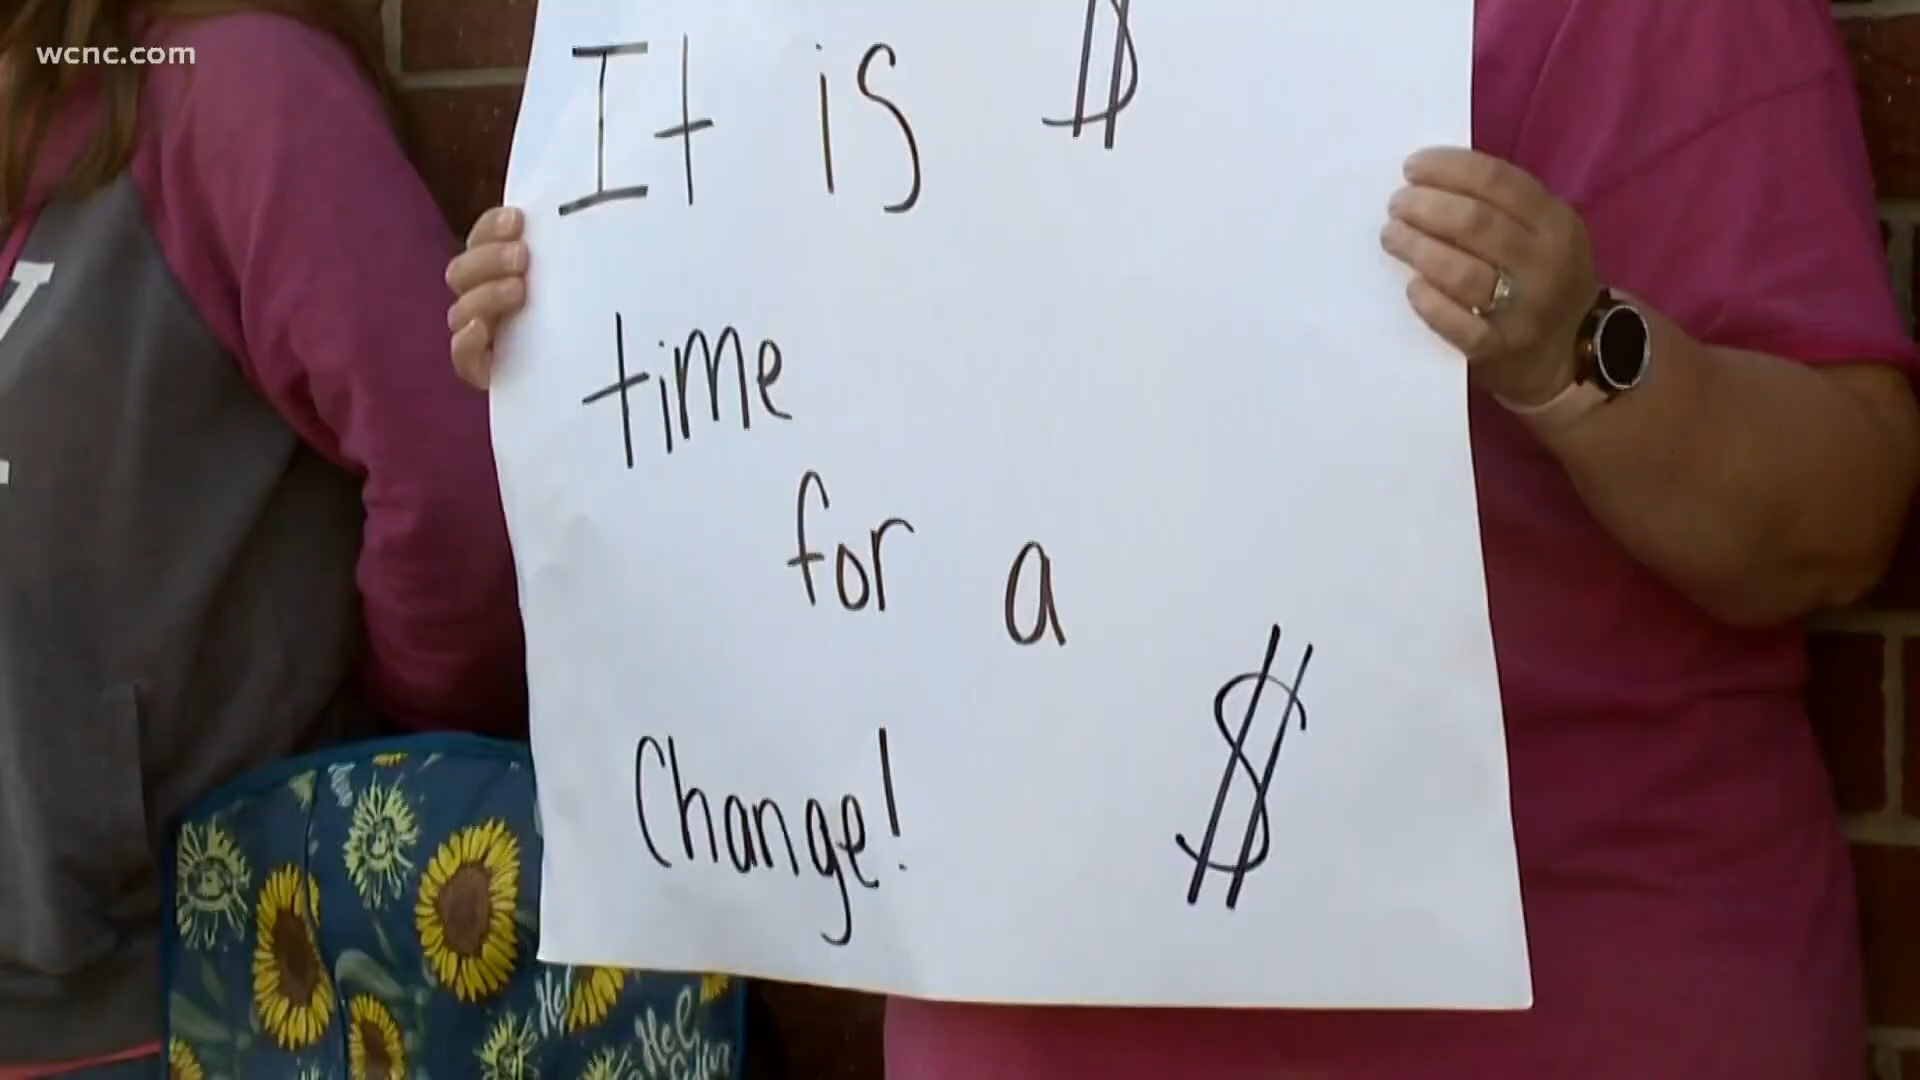 wcnc.com
It is $
time
for a
Change! $